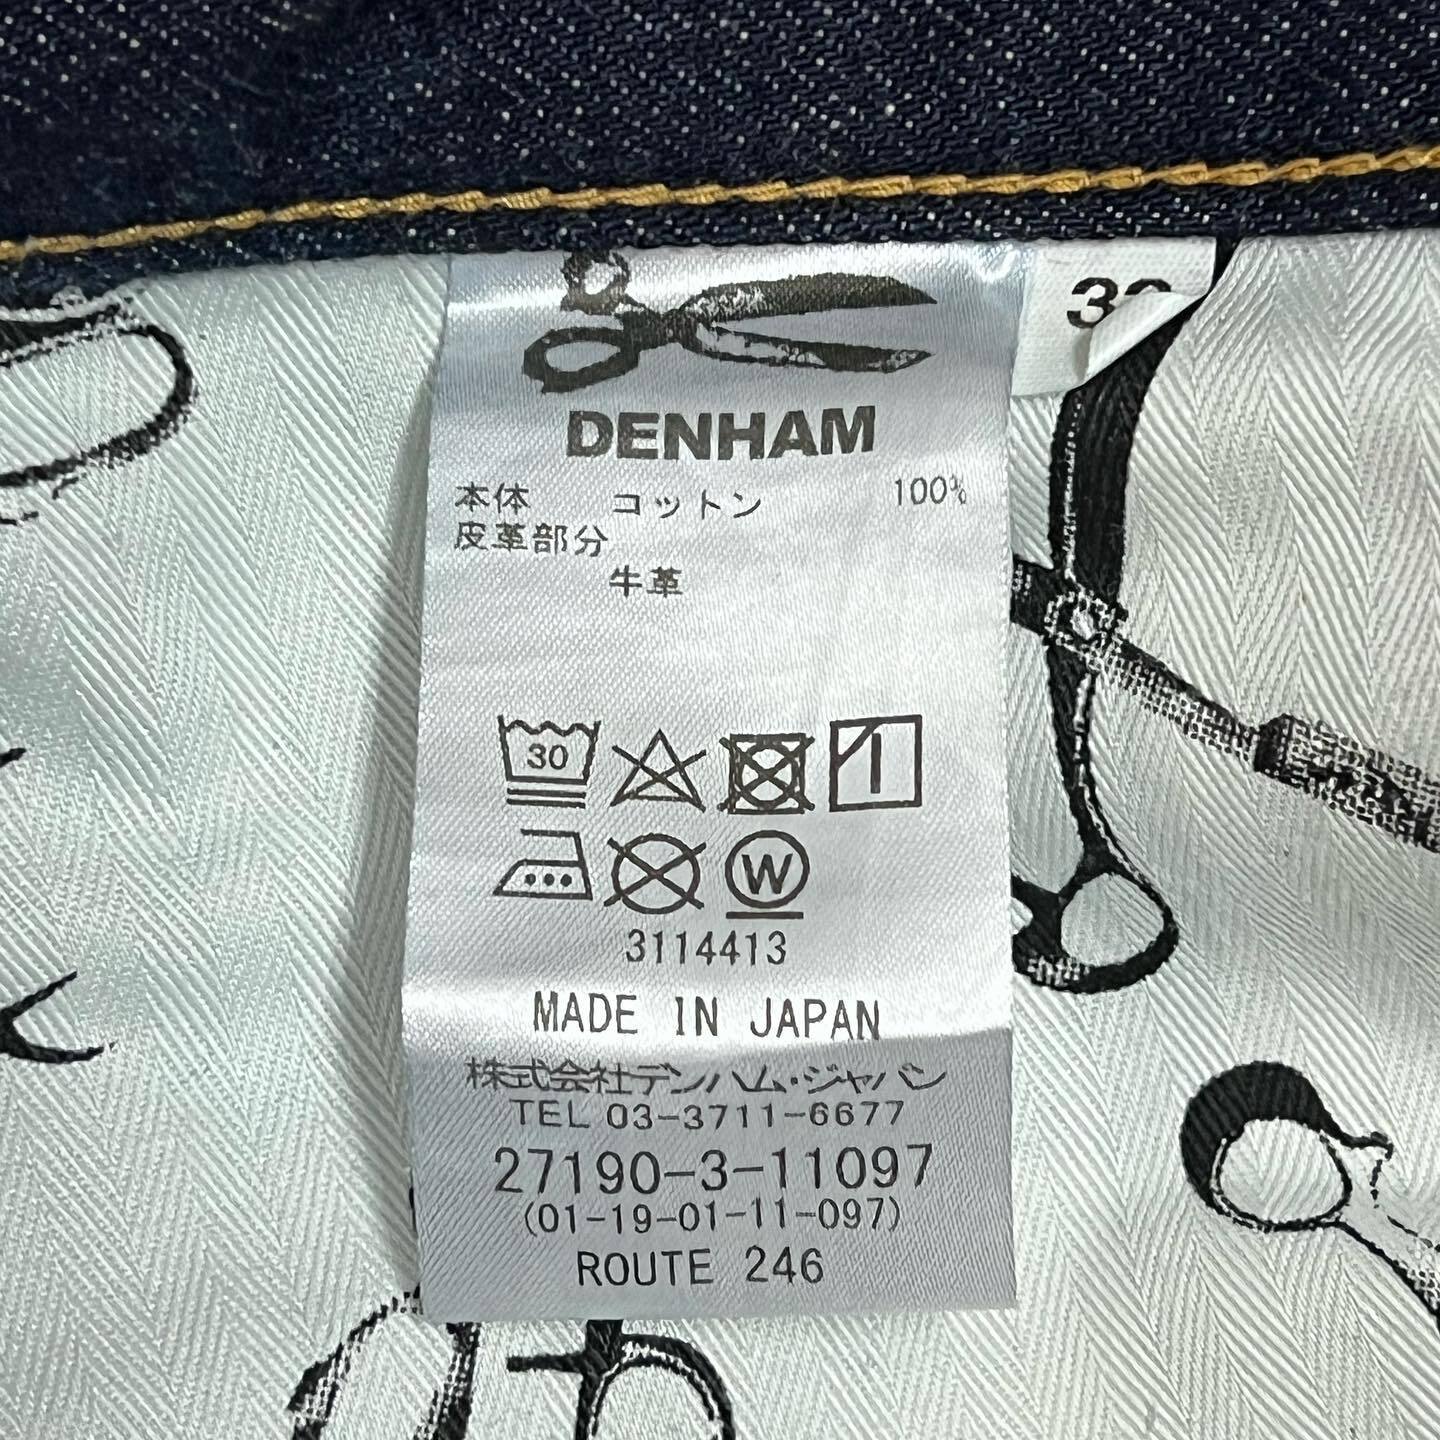 DENHAM
本体 コットン 100%
皮革部分
牛革
30
W
3114413
MADE IN JAPAN
株式会社デンハム・ジャパン
TEL 03-3711-6677
27190-3-11097
(01-19-01-11-097)
ROUTE 246